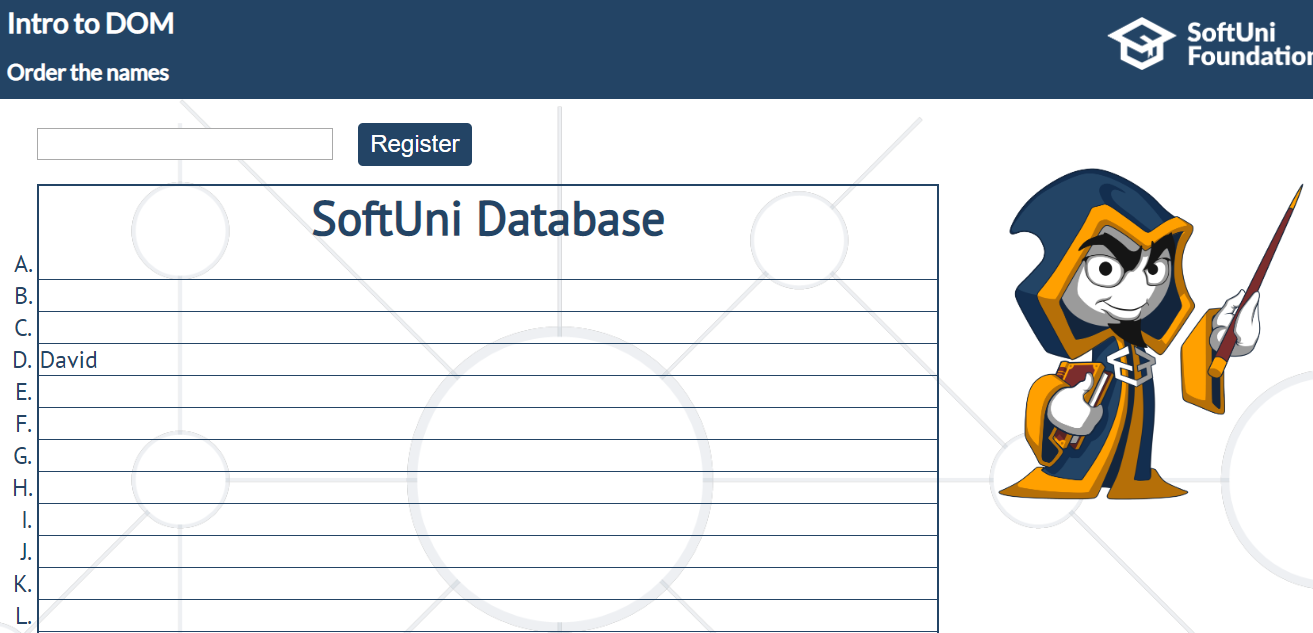 Intro to DOM
SoftUni
Foundation
Order the names
Register
SoftUni Database
A.
B.
C.
D. David
E.
F.
G.
H.
I.
J.
K.
L.